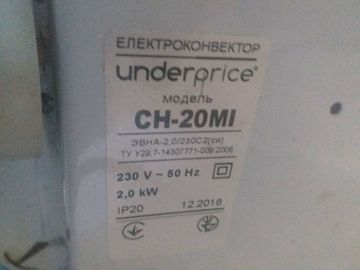 ЕЛЕКТРОКОНВЕКТОР
underprice®
МОДЕЛЬ
CH-20MI
ЭВНА-2,0/230С2(си)
ТУ У29.7-14307771-009:2006
230 V ~ 50 Hz
2,0 kW
IP20 12.2018